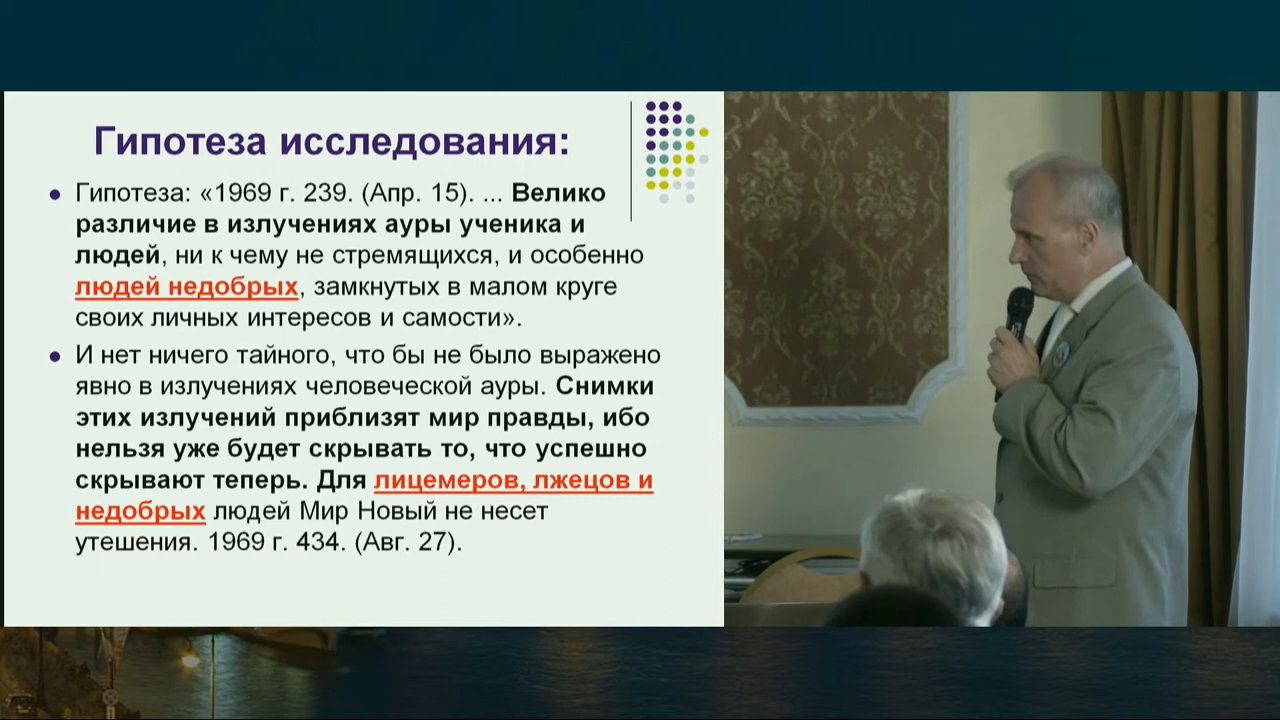 Гипотеза исследования:
Гипотеза: «1969 г. 239. (Апр. 15). ... Велико
различие в излучениях ауры ученика и
людей, ни к чему не стремящихся, и особенно
людей недобрых, замкнутых в малом круге
своих личных интересов и самости».
И нет ничего тайного, что бы не было выражено
явно в излучениях человеческой ауры. Снимки
этих излучений приблизят мир правды, ибо
нельзя уже будет скрывать то, что успешно
скрывают теперь. Для лицемеров, лжецов и
недобрых людей Мир Новый не несет
утешения. 1969 г. 434. (Авг. 27).